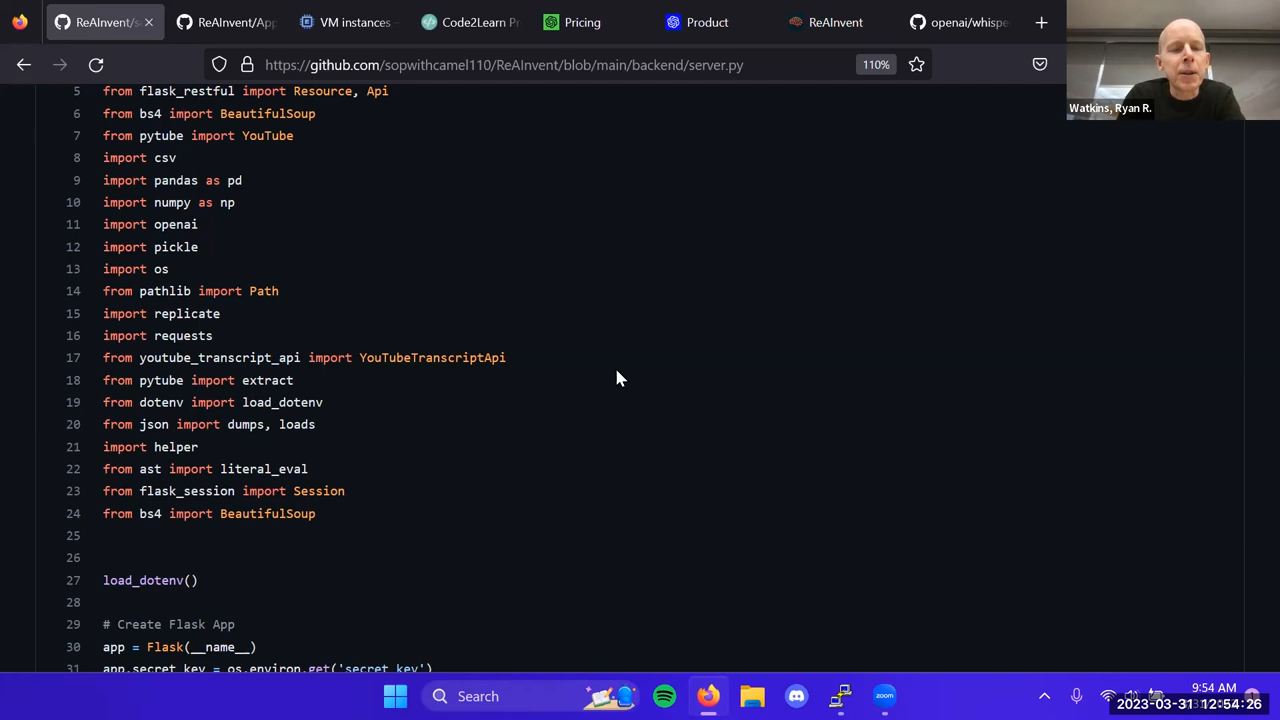 ReAInvent/s
ReAInvent/App
VM instances
Code2Learn Pr
Pricing
Product
ReAInvent
openai/whispe
https://github.com/sopwithcamel110/ReAInvent/blob/main/backend/server.py
110%
Watkins, Ryan R.
5 from flask_restful import Resource, Api
6 from bs4 import BeautifulSoup
7 from pytube import YouTube
8 import csv
9 import pandas as pd
10 import numpy as np
11 import openai
12 import pickle
13 import os
14 from pathlib import Path
15 import replicate
16 import requests
17 from youtube_transcript_api import YouTubeTranscriptApi
18 from pytube import extract
19 from dotenv import load_dotenv
20 from json import dumps, loads
21 import helper
22 from ast import literal_eval
23 from flask_session import Session
24 from bs4 import BeautifulSoup
25
26
27 load_dotenv()
28
29 # Create Flask App
30 app = Flask(__name__)
31 app.secret_key = os.environ.get('secret_key')
Search
zoom
9:54 AM
2023-03-31 12:54:26